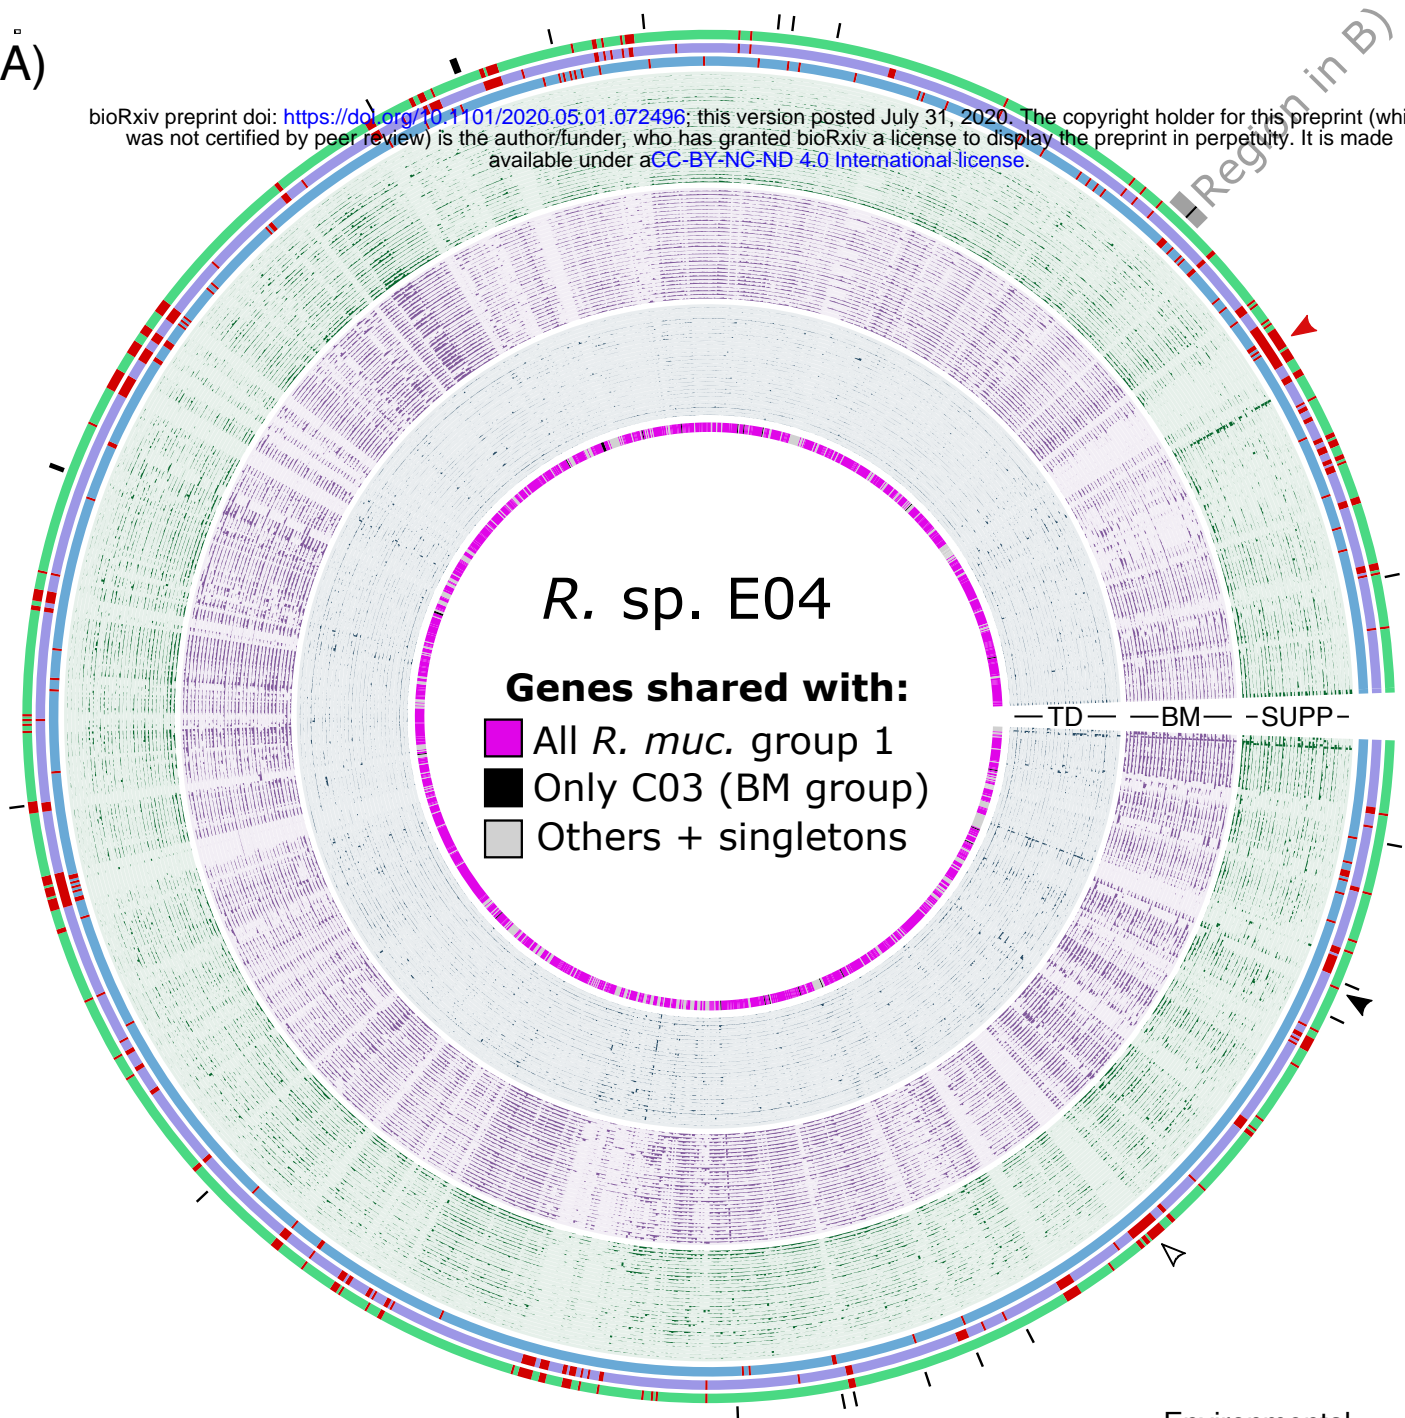 A)
Region in B)
bioRxiv preprint doi: https://doi.org/10.1101/2020.05.01.072496; this version posted July 31, 2020. The copyright holder for this preprint (whi
was not certified by peer review) is the author/funder, who has granted bioRxiv a license to display the preprint in perpetuity. It is made
available under aCC-BY-NC-ND 4.0 International license.
R. sp. E04
Genes shared with:
All R. muc. group 1
Only C03 (BM group)
Others + singletons
TD BM SUPP
Environmental